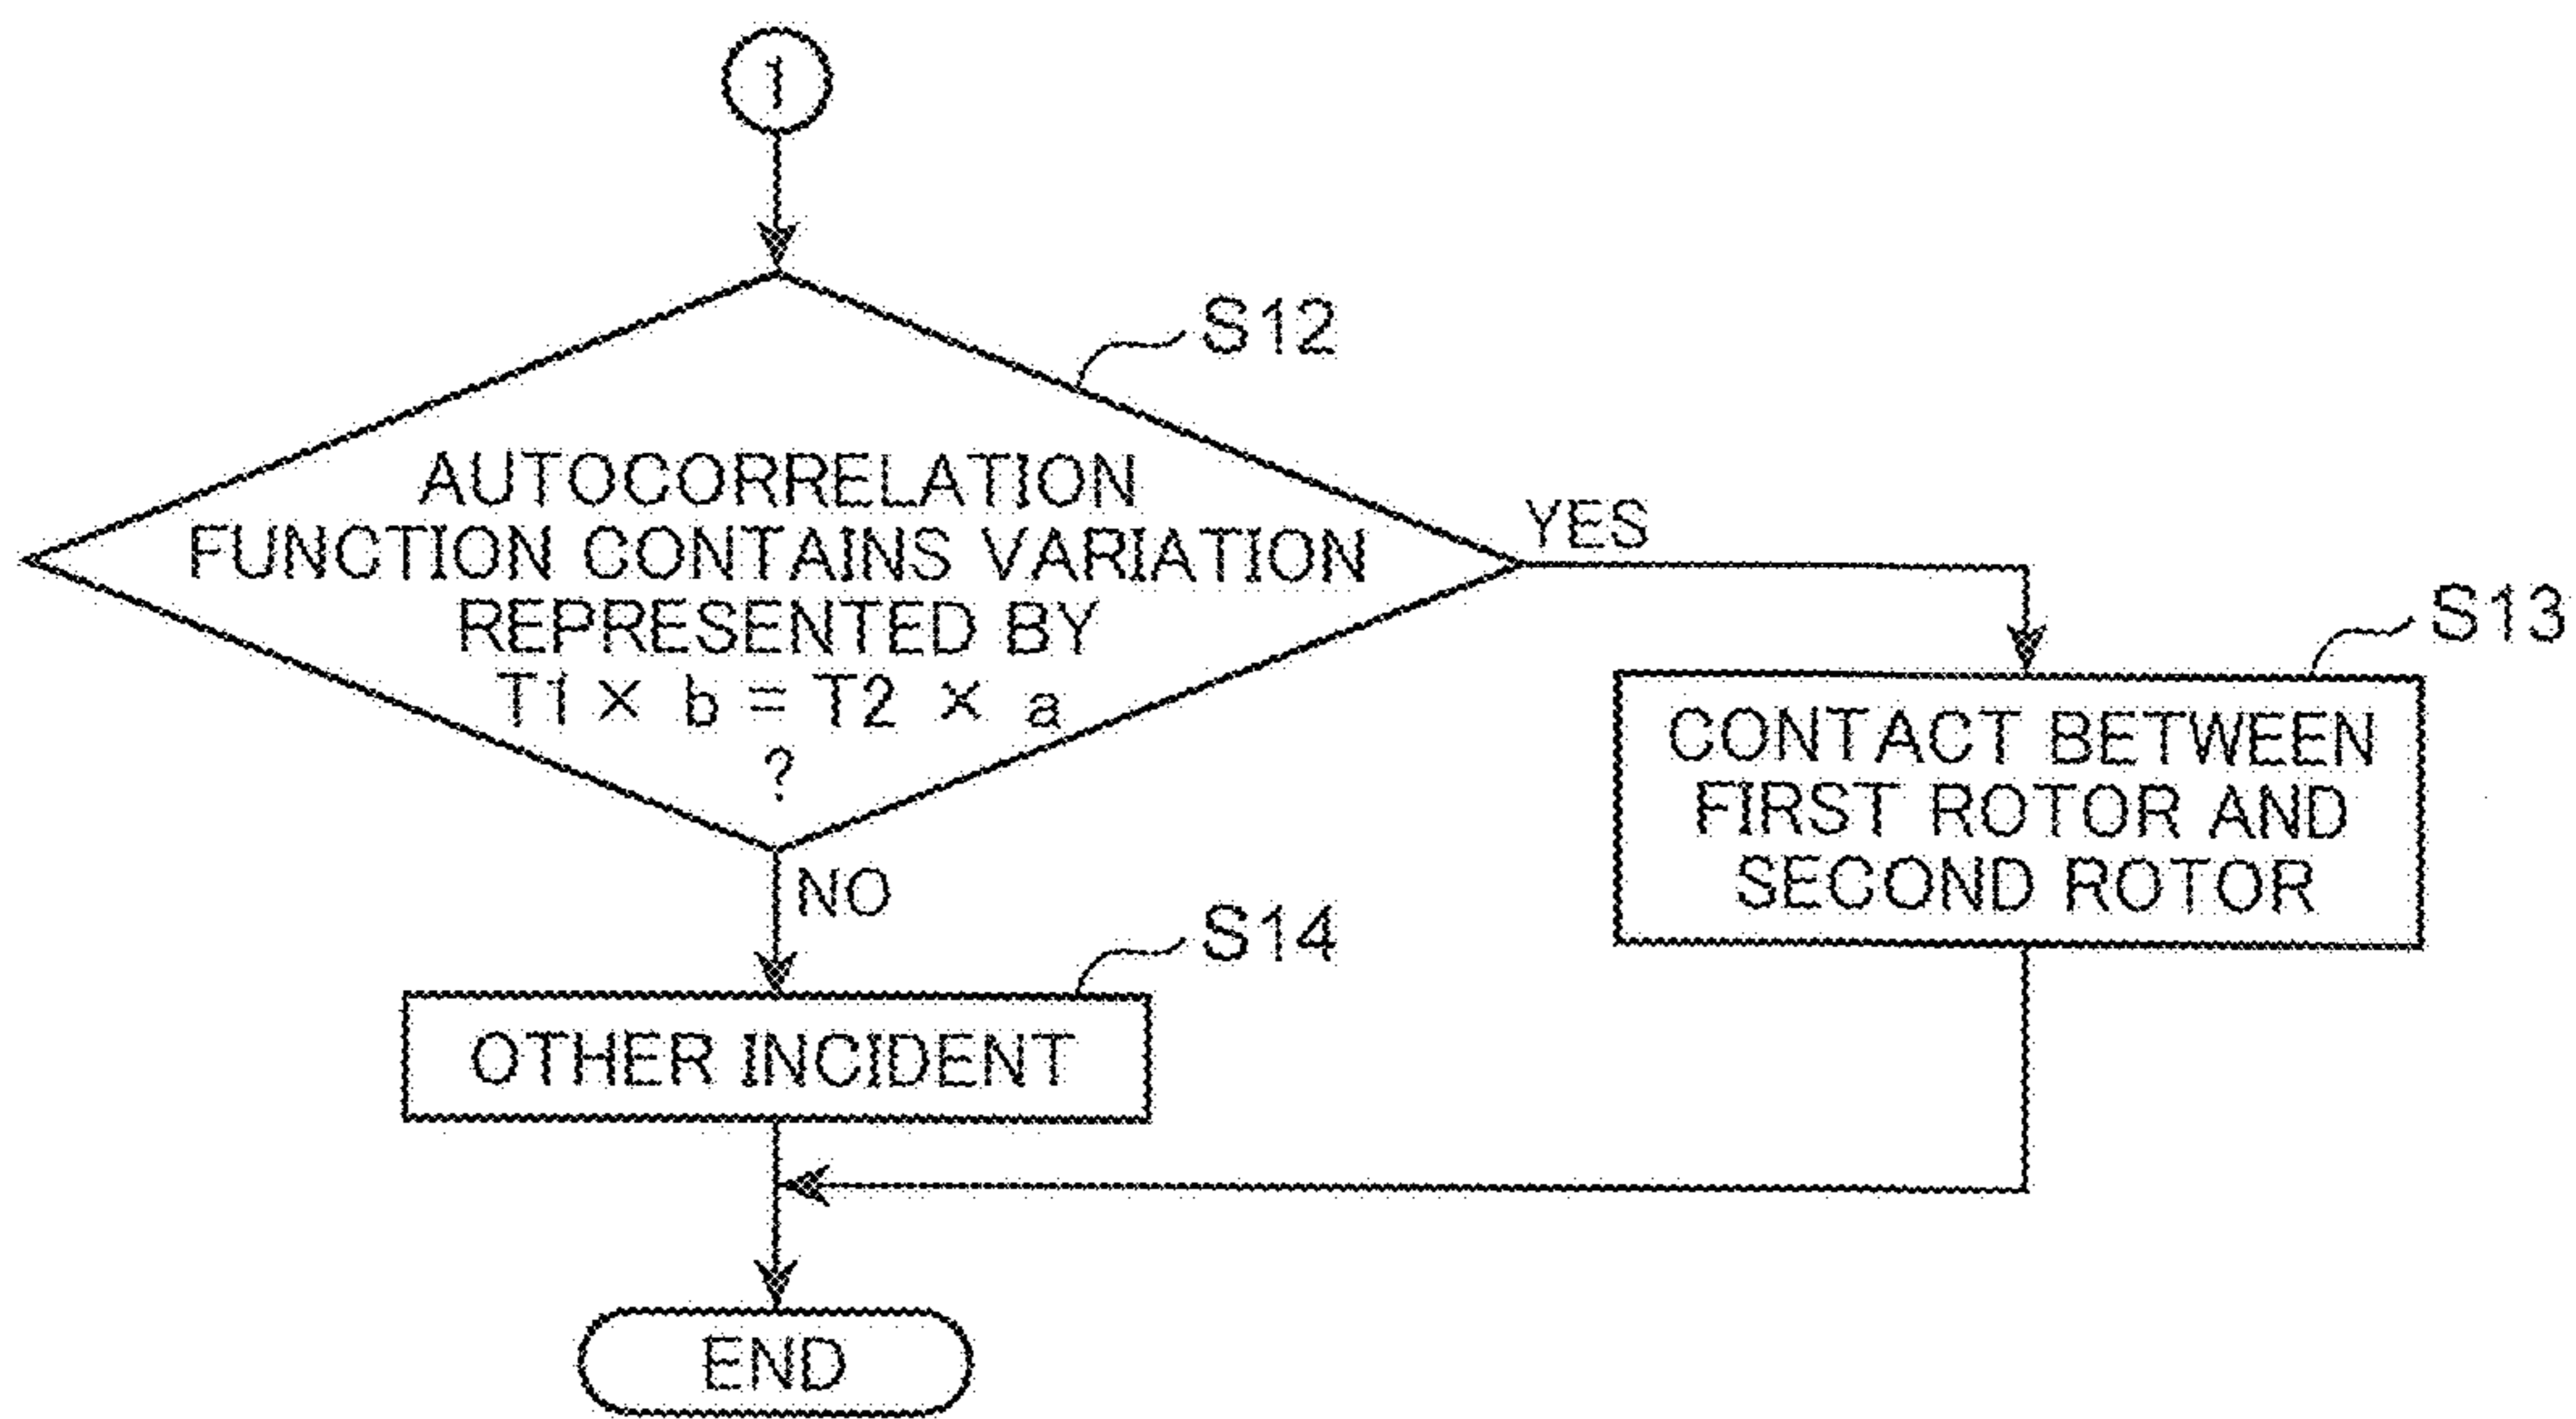 1
S12
AUTOCORRELATION
FUNCTION CONTAINS VARIATION
REPRESENTED BY
T1 × b = T2 × a
?
YES
S13
CONTACT BETWEEN
FIRST ROTOR AND
SECOND ROTOR
NO
S14
OTHER INCIDENT
END